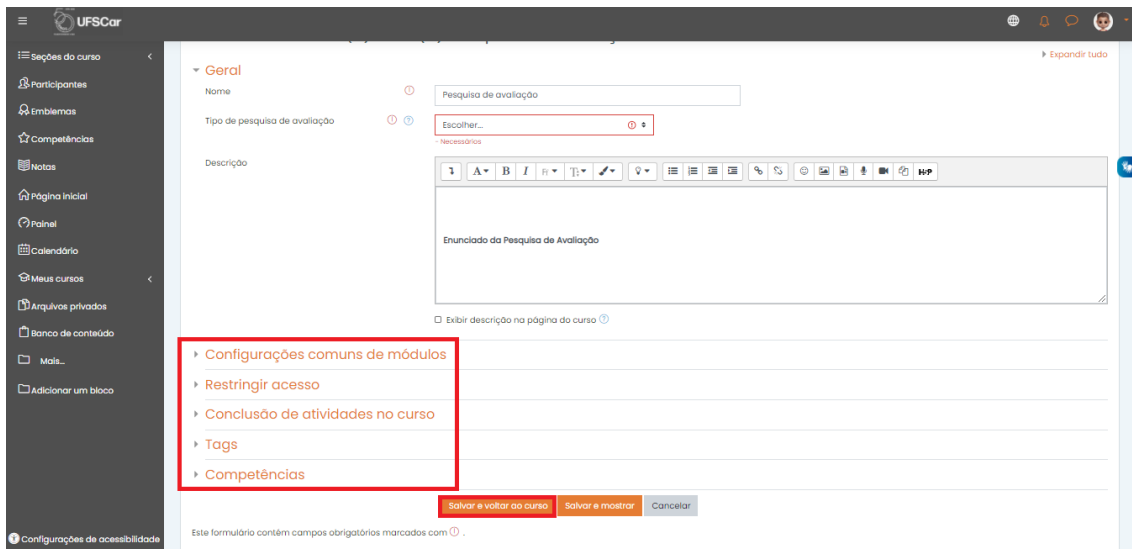 UFSCar
Seções do curso
Participantes
Emblemas
Competências
Notas
Página inicial
Painel
Calendário
Meus cursos
Arquivos privados
Banco de conteúdo
Mais...
Adicionar um bloco
Configurações de acessibilidade
Expandir tudo
Geral
Nome
Pesquisa de avaliação
Tipo de pesquisa de avaliação
Escolher...
- Necessários
Descrição
A B I H T H-P
Enunciado da Pesquisa de Avaliação
Exibir descrição na página do curso
Configurações comuns de módulos
Restringir acesso
Conclusão de atividades no curso
Tags
Competências
Salvar e voltar ao curso Salvar e mostrar Cancelar
Este formulário contém campos obrigatórios marcados com .